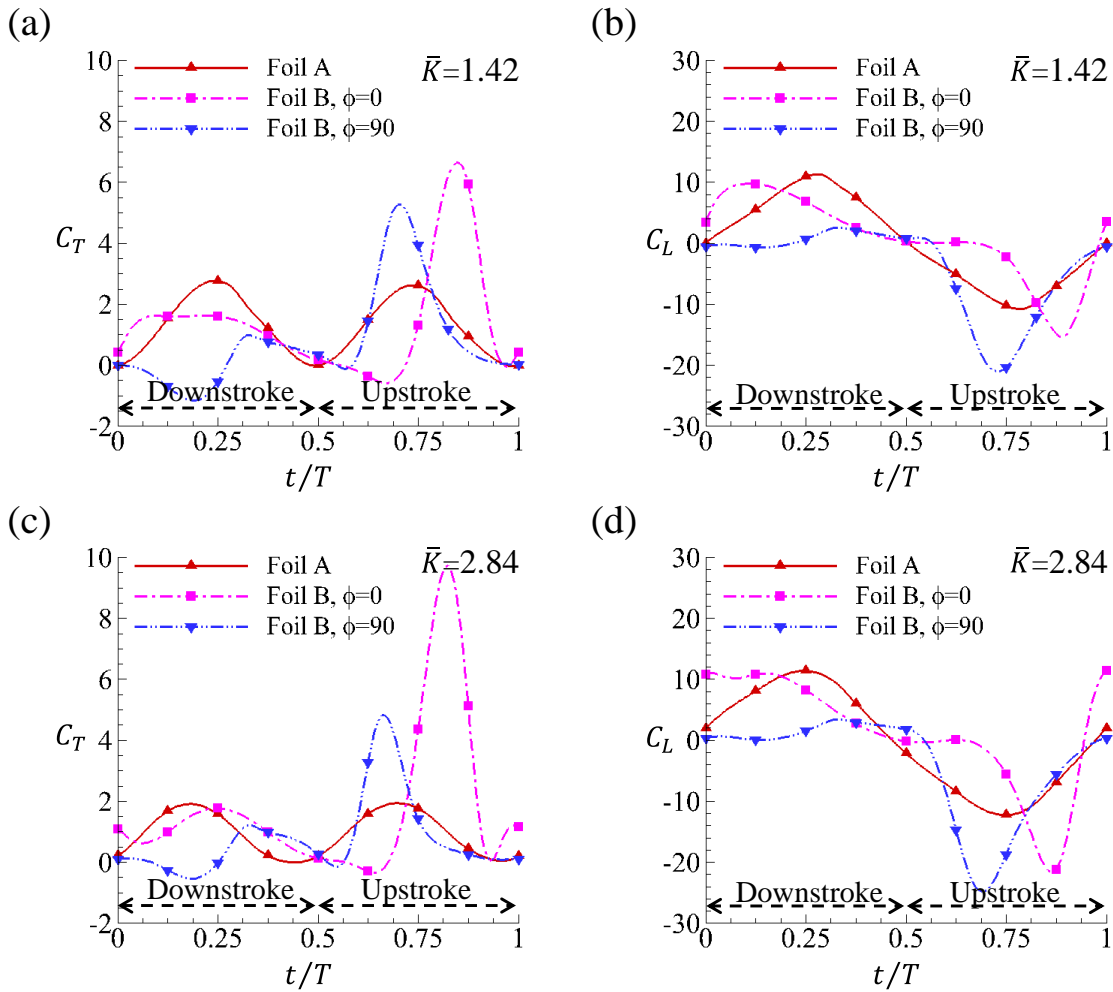 (a)
10
Foil A
K̄=1.42
8
Foil B, ϕ=0
Foil B, ϕ=90
6
C_T
4
2
0
Downstroke
Upstroke
-2
0
0.25
0.5
0.75
1
t/T
(b)
30
Foil A
K̄=1.42
20
Foil B, ϕ=0
Foil B, ϕ=90
10
C_L
0
-10
-20
Downstroke
Upstroke
-30
0
0.25
0.5
0.75
1
t/T
(c)
10
Foil A
K̄=2.84
8
Foil B, ϕ=0
Foil B, ϕ=90
6
C_T
4
2
0
Downstroke
Upstroke
-2
0
0.25
0.5
0.75
1
t/T
(d)
30
Foil A
K̄=2.84
20
Foil B, ϕ=0
Foil B, ϕ=90
10
C_L
0
-10
-20
Downstroke
Upstroke
-30
0
0.25
0.5
0.75
1
t/T